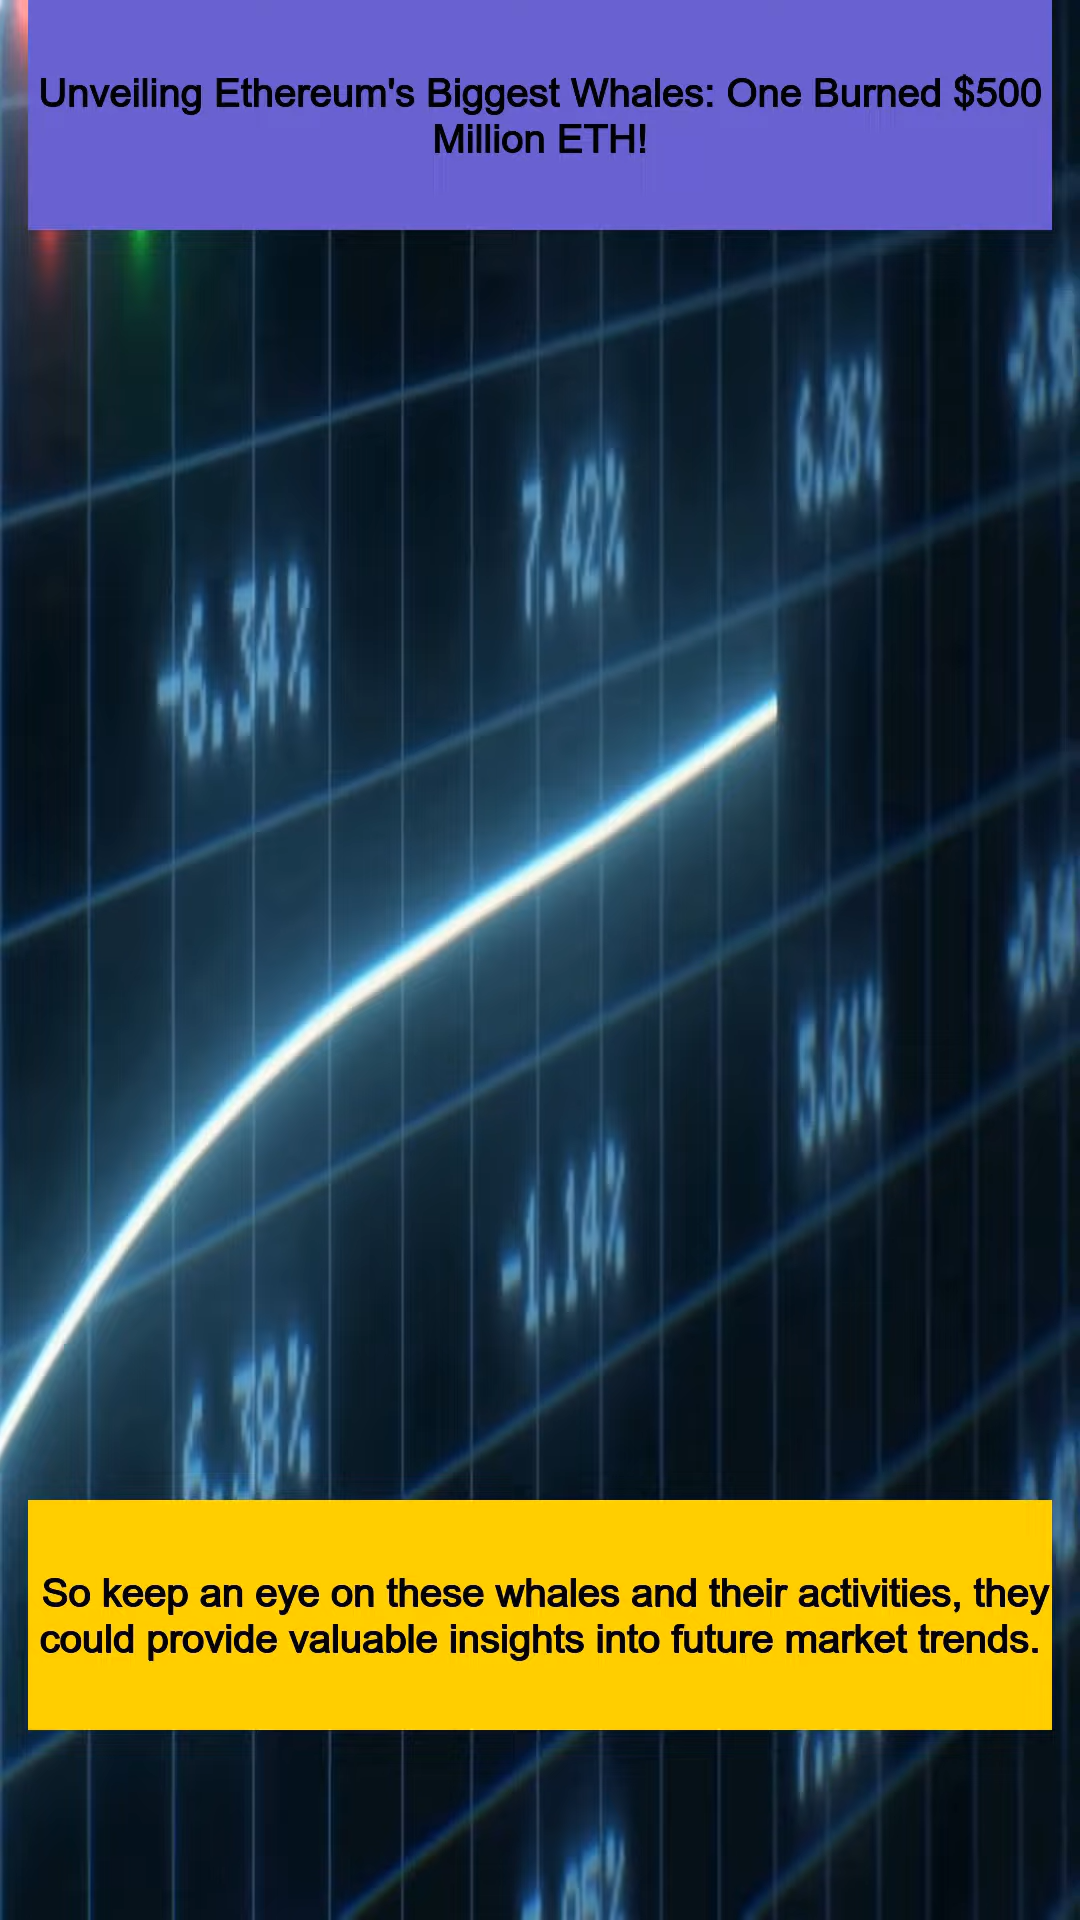 Unveiling Ethereum's Biggest Whales: One Burned $500
Million ETH!
6.26%
7.42%
-6.34%
5.61%
-1.14%
6.38%
So keep an eye on these whales and their activities, they
could provide valuable insights into future market trends.